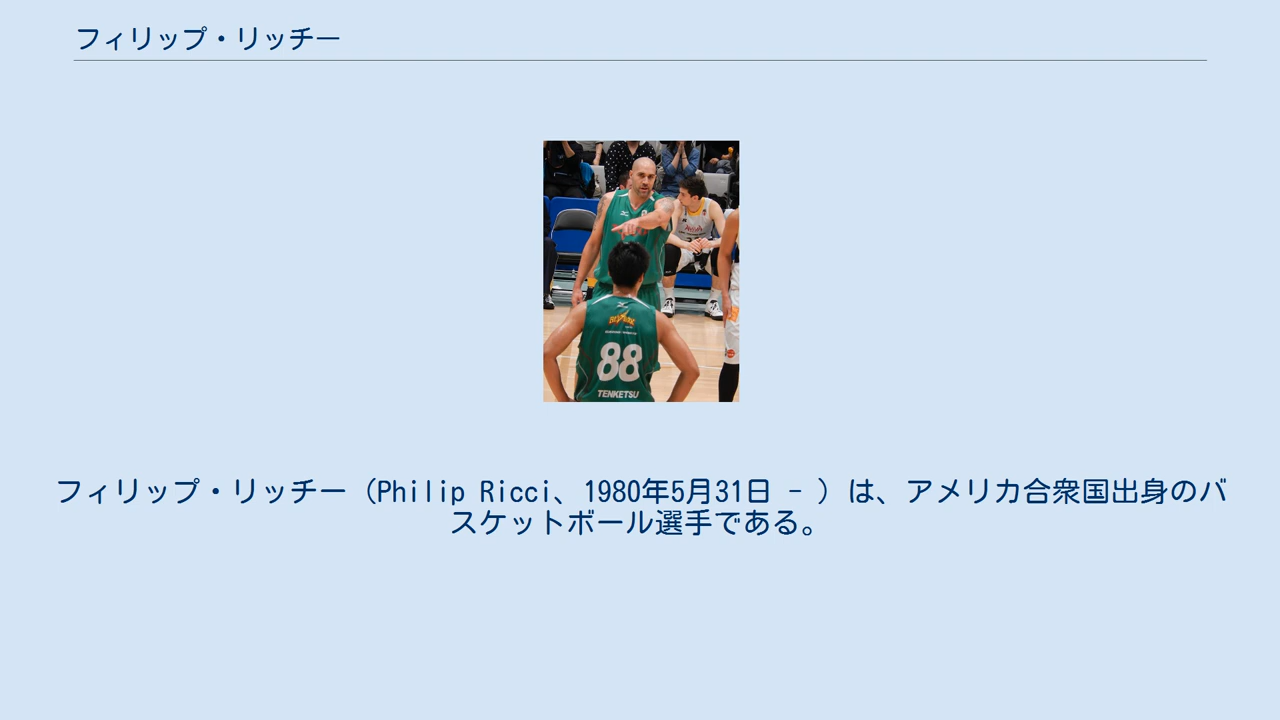 フィリップ・リッチー
88
TENKETSU
フィリップ・リッチー（Philip Ricci、1980年5月31日 - ）は、アメリカ合衆国出身のバ
スケットボール選手である。